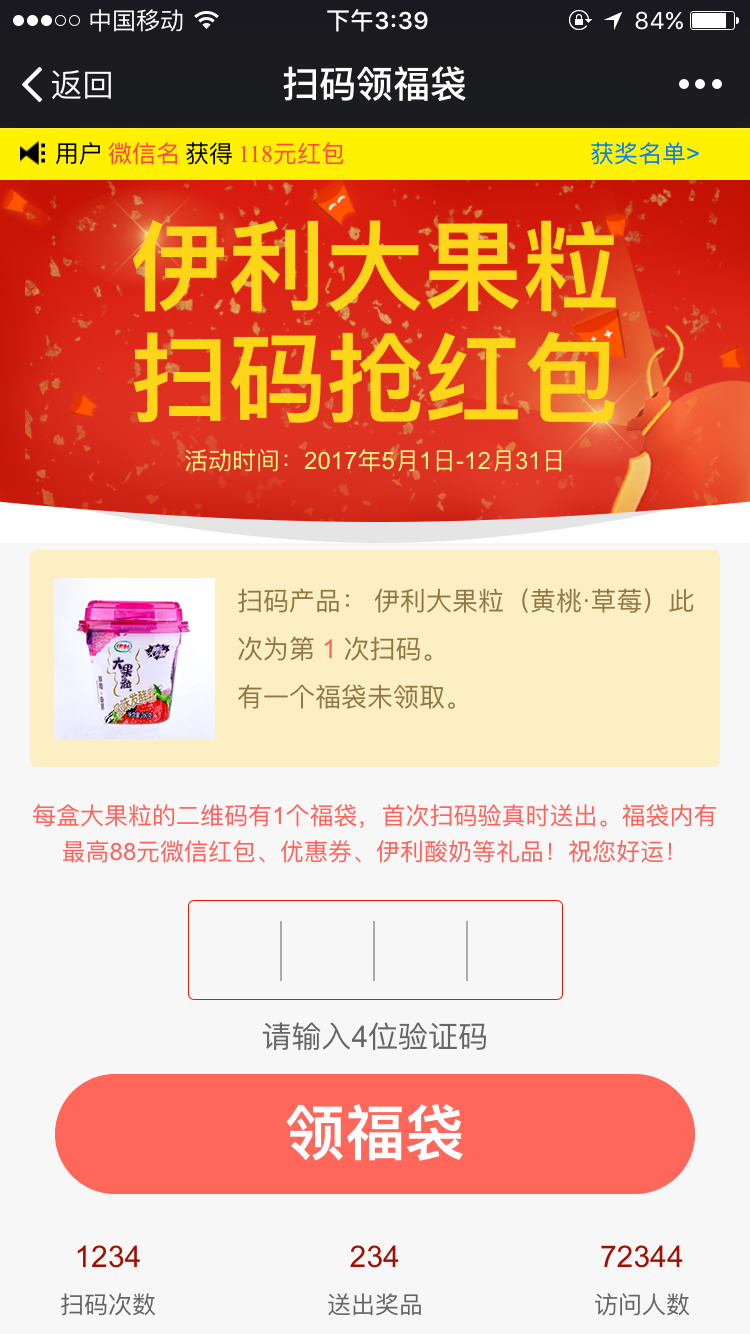 中国移动 下午3:39 84%
返回 扫码领福袋
用户 微信名 获得 118元红包 获奖名单>
伊利大果粒
扫码抢红包
活动时间：2017年5月1日-12月31日
扫码产品： 伊利大果粒（黄桃·草莓）此
次为第 1 次扫码。
有一个福袋未领取。
伊利
大果粒
每盒大果粒的二维码有1个福袋，首次扫码验真时送出。福袋内有
最高88元微信红包、优惠券、伊利酸奶等礼品！祝您好运！
请输入4位验证码
领福袋
1234 234 72344
扫码次数 送出奖品 访问人数